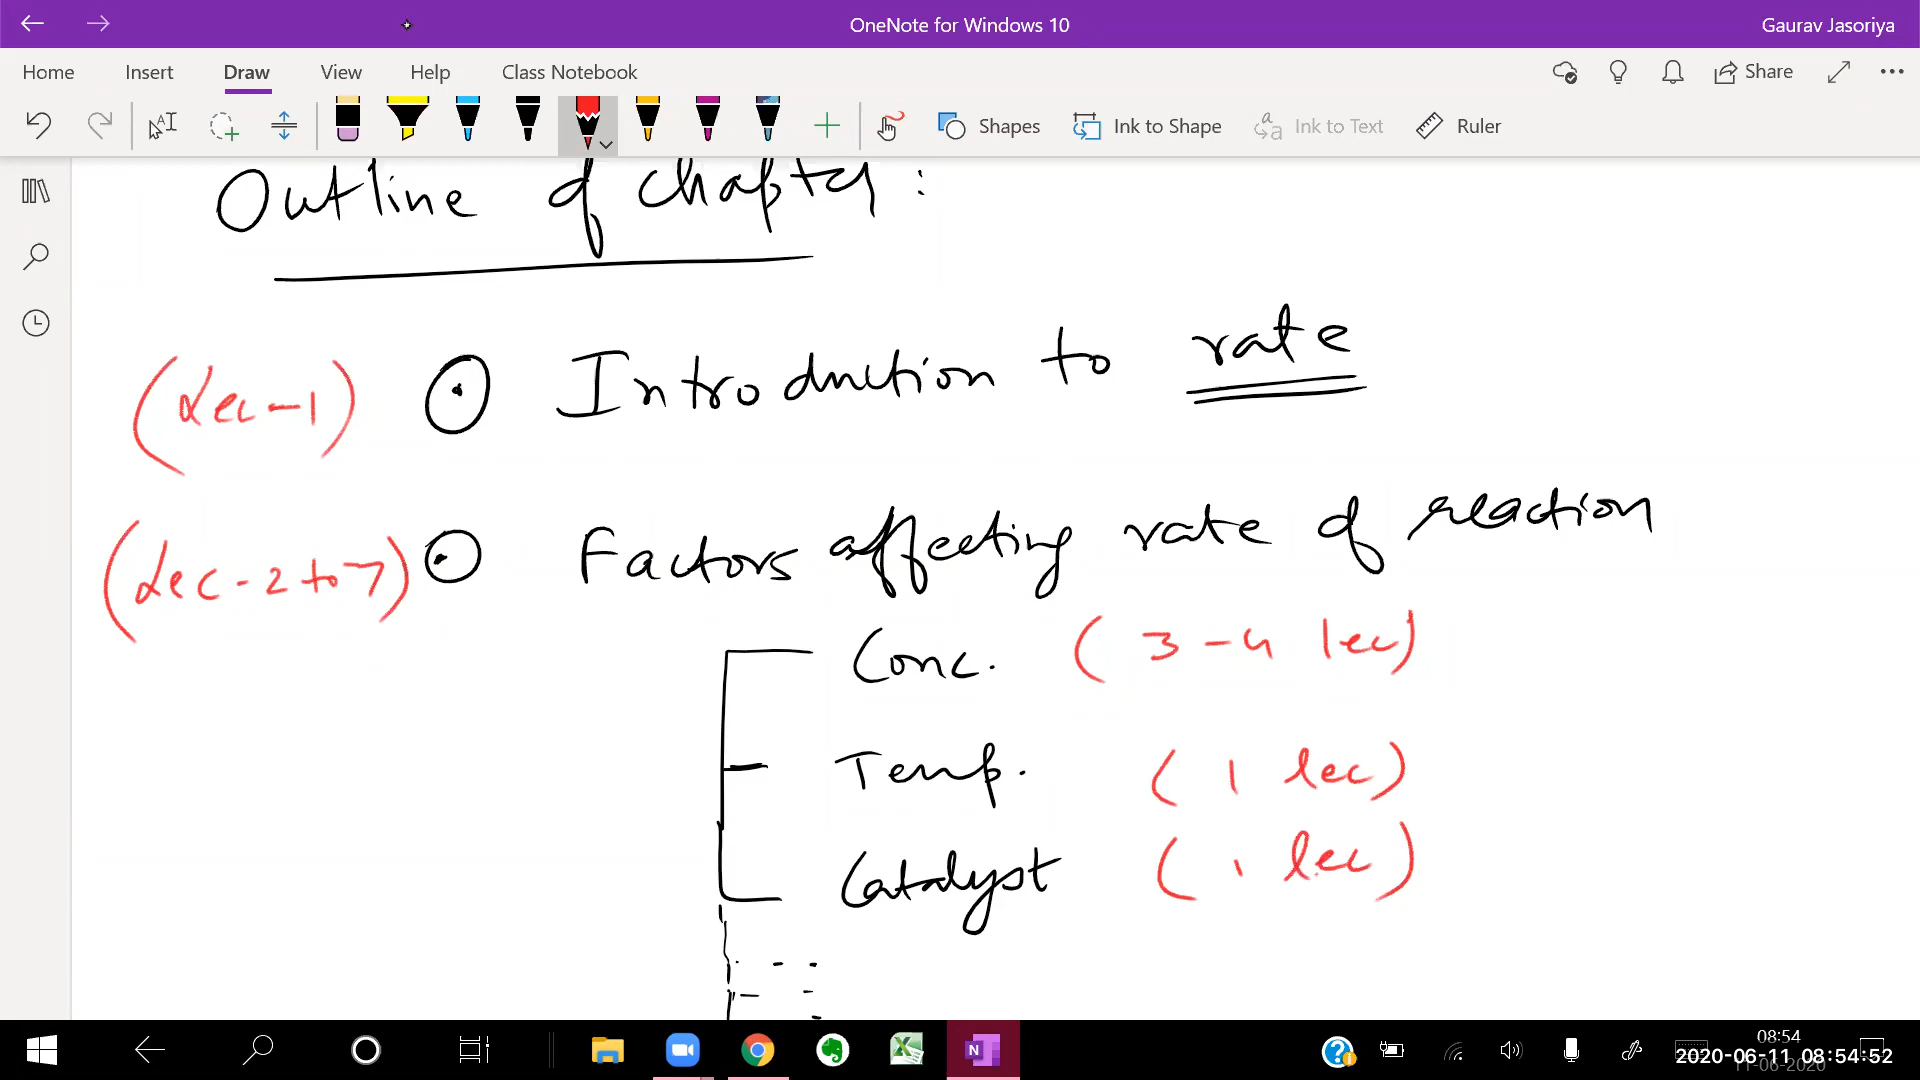 OneNote for Windows 10
Gaurav Jasoriya
Home Insert Draw View Help Class Notebook Share
Shapes Ink to Shape Ink to Text Ruler
Outline of chapter :
(Lec-1) Introduction to rate
(Lec-2 to 7) Factors affecting rate of reaction
Conc. (3-4 lec)
Temp. (1 lec)
Catalyst (1 lec)
08:54
2020-06-11 08:54:52
11-06-2020